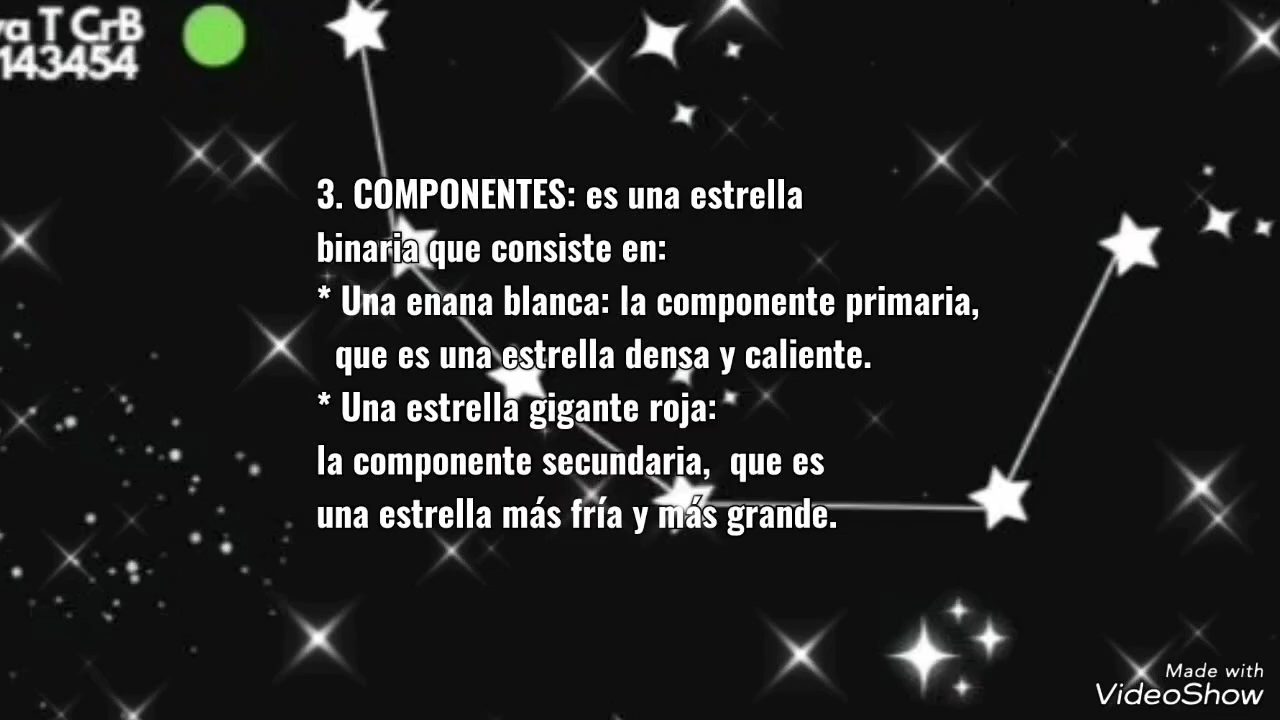 T CrB
143454
3. COMPONENTES: es una estrella
binaria que consiste en:
* Una enana blanca: la componente primaria,
que es una estrella densa y caliente.
* Una estrella gigante roja:
la componente secundaria, que es
una estrella más fría y más grande.
Made with
VideoShow